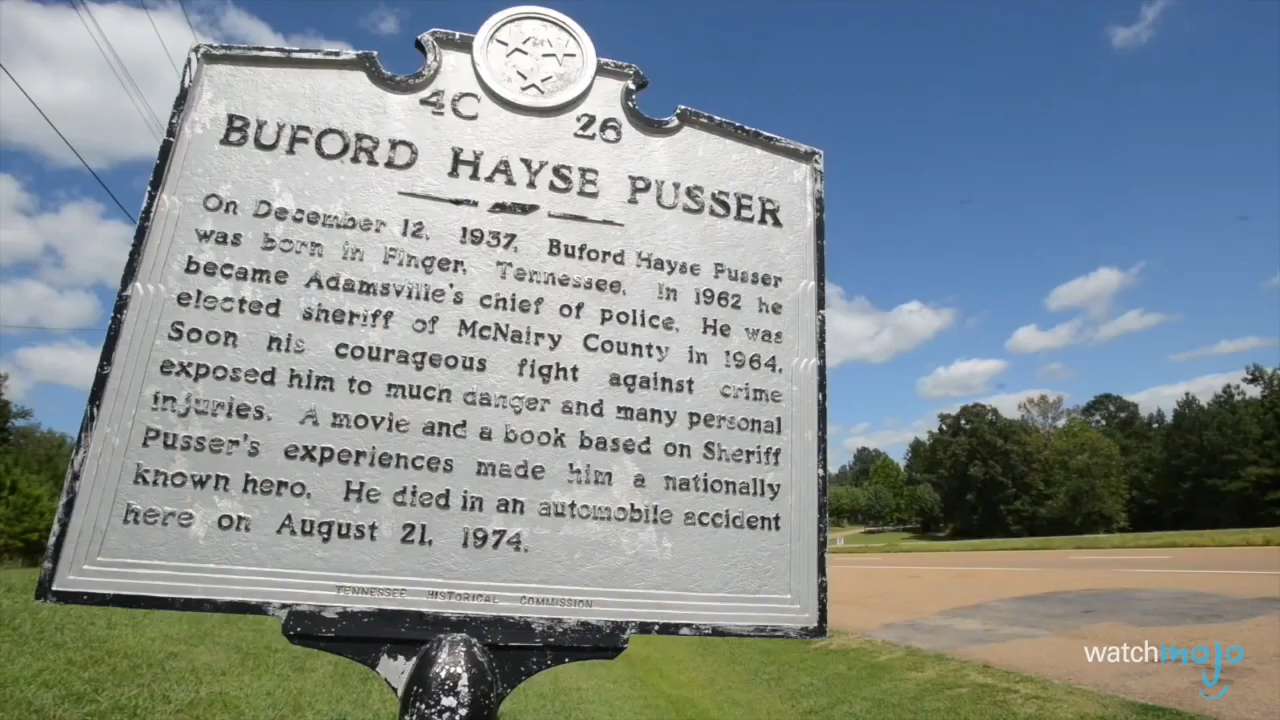 4C 26
BUFORD HAYSE PUSSER
On December 12, 1937, Buford Hayse Pusser
was born in Finger, Tennessee. In 1962 he
became Adamsville's chief of police. He was
elected sheriff of McNairy County in 1964.
Soon his courageous fight against crime
exposed him to much danger and many personal
injuries. A movie and a book based on Sheriff
Pusser's experiences made him a nationally
known hero. He died in an automobile accident
here on August 21, 1974.
TENNESSEE HISTORICAL COMMISSION
watchmojo